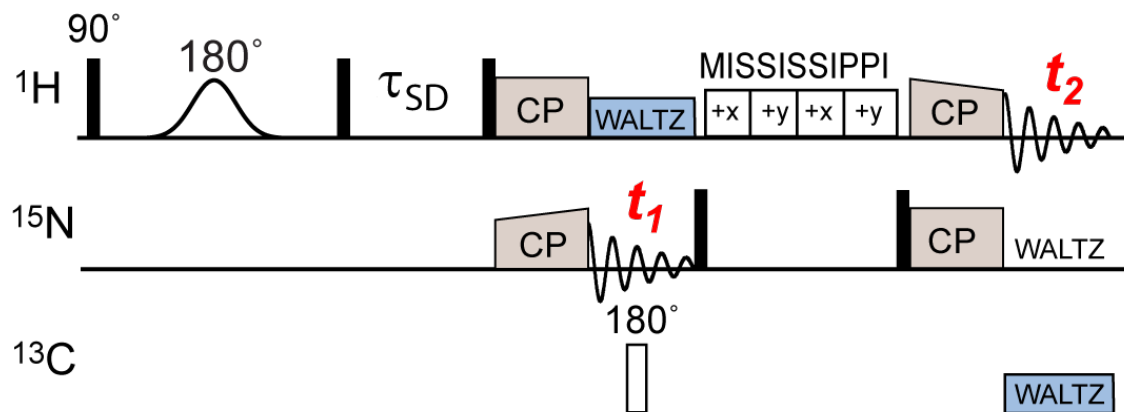 90°
180°
MISSISSIPPI
t2
¹H
τSD
CP
WALTZ
+x
+y
+x
+y
CP
¹⁵N
CP
t1
CP
WALTZ
180°
¹³C
WALTZ